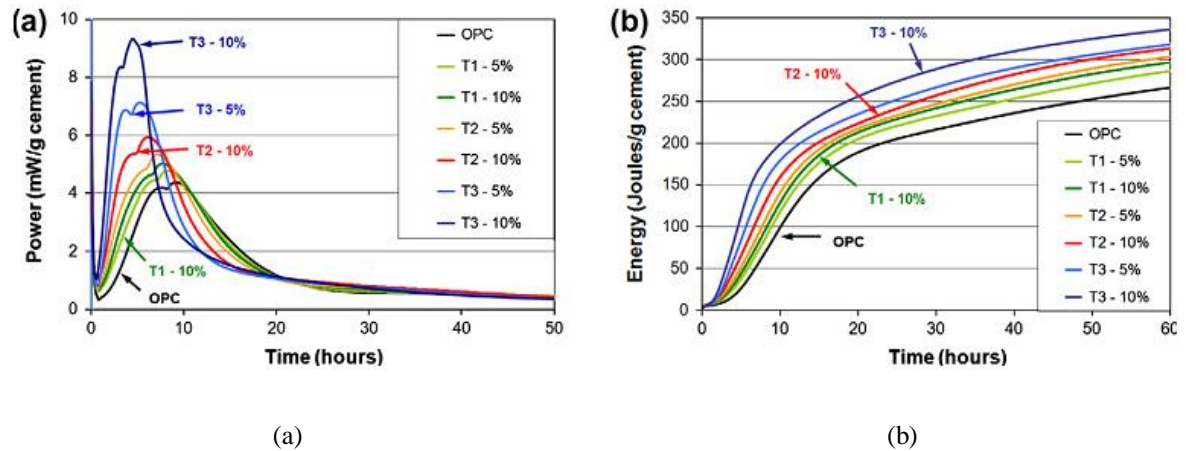 (a)
Power (mW/g cement)
10
8
6
4
2
0
0
10
20
30
40
50
Time (hours)
T3 - 10%
T3 - 5%
T2 - 10%
T1 - 10%
OPC
OPC
T1 - 5%
T1 - 10%
T2 - 5%
T2 - 10%
T3 - 5%
T3 - 10%
(b)
Energy (Joules/g cement)
350
300
250
200
150
100
50
0
0
10
20
30
40
50
60
Time (hours)
T3 - 10%
T2 - 10%
T1 - 10%
OPC
OPC
T1 - 5%
T1 - 10%
T2 - 5%
T2 - 10%
T3 - 5%
T3 - 10%
(a)
(b)